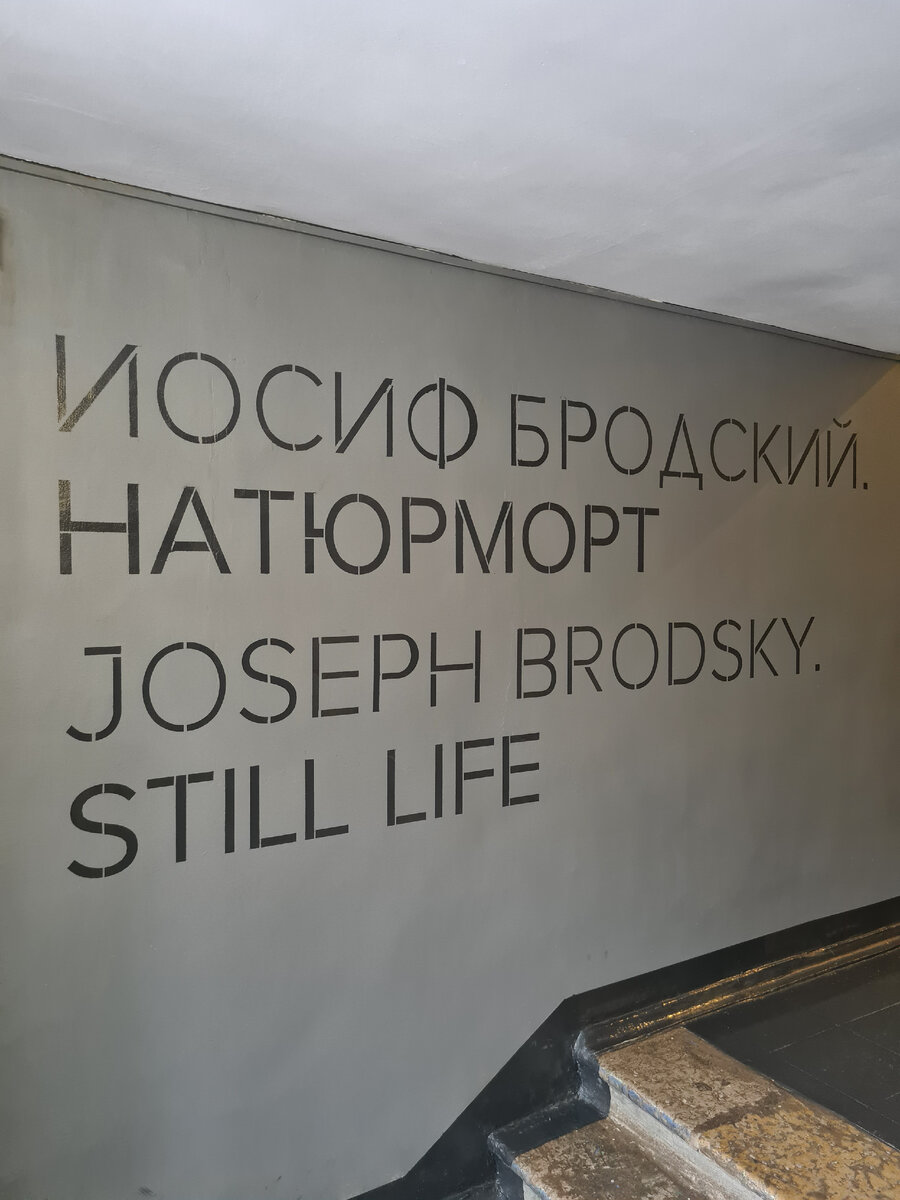 ИОСИФ БРОДСКИЙ.
НАТЮРМОРТ
JOSEPH BRODSKY.
STILL LIFE